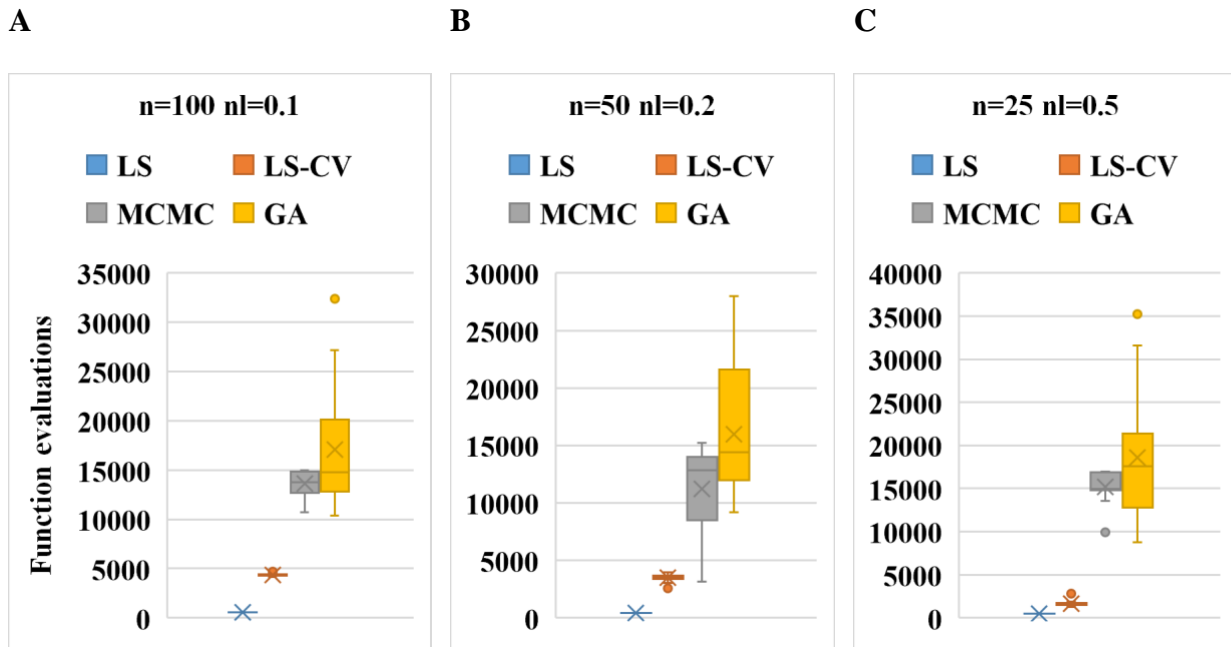 A
B
C
n=100 nl=0.1
LS
LS-CV
MCMC
GA
35000
30000
25000
20000
15000
10000
5000
0
Function evaluations
n=50 nl=0.2
LS
LS-CV
MCMC
GA
30000
25000
20000
15000
10000
5000
0
n=25 nl=0.5
LS
LS-CV
MCMC
GA
40000
35000
30000
25000
20000
15000
10000
5000
0